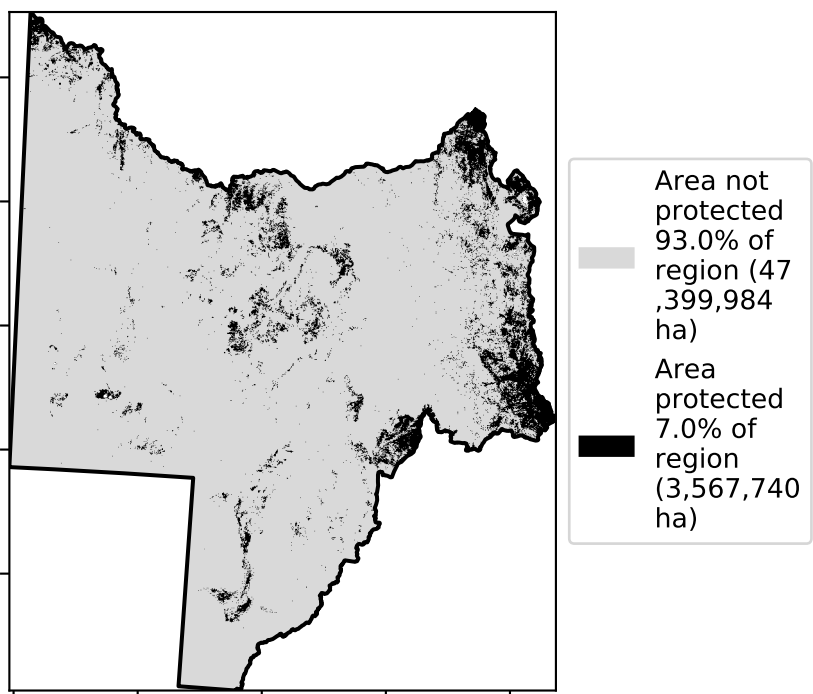 Area not
protected
93.0% of
region (47
,399,984
ha)
Area
protected
7.0% of
region
(3,567,740
ha)